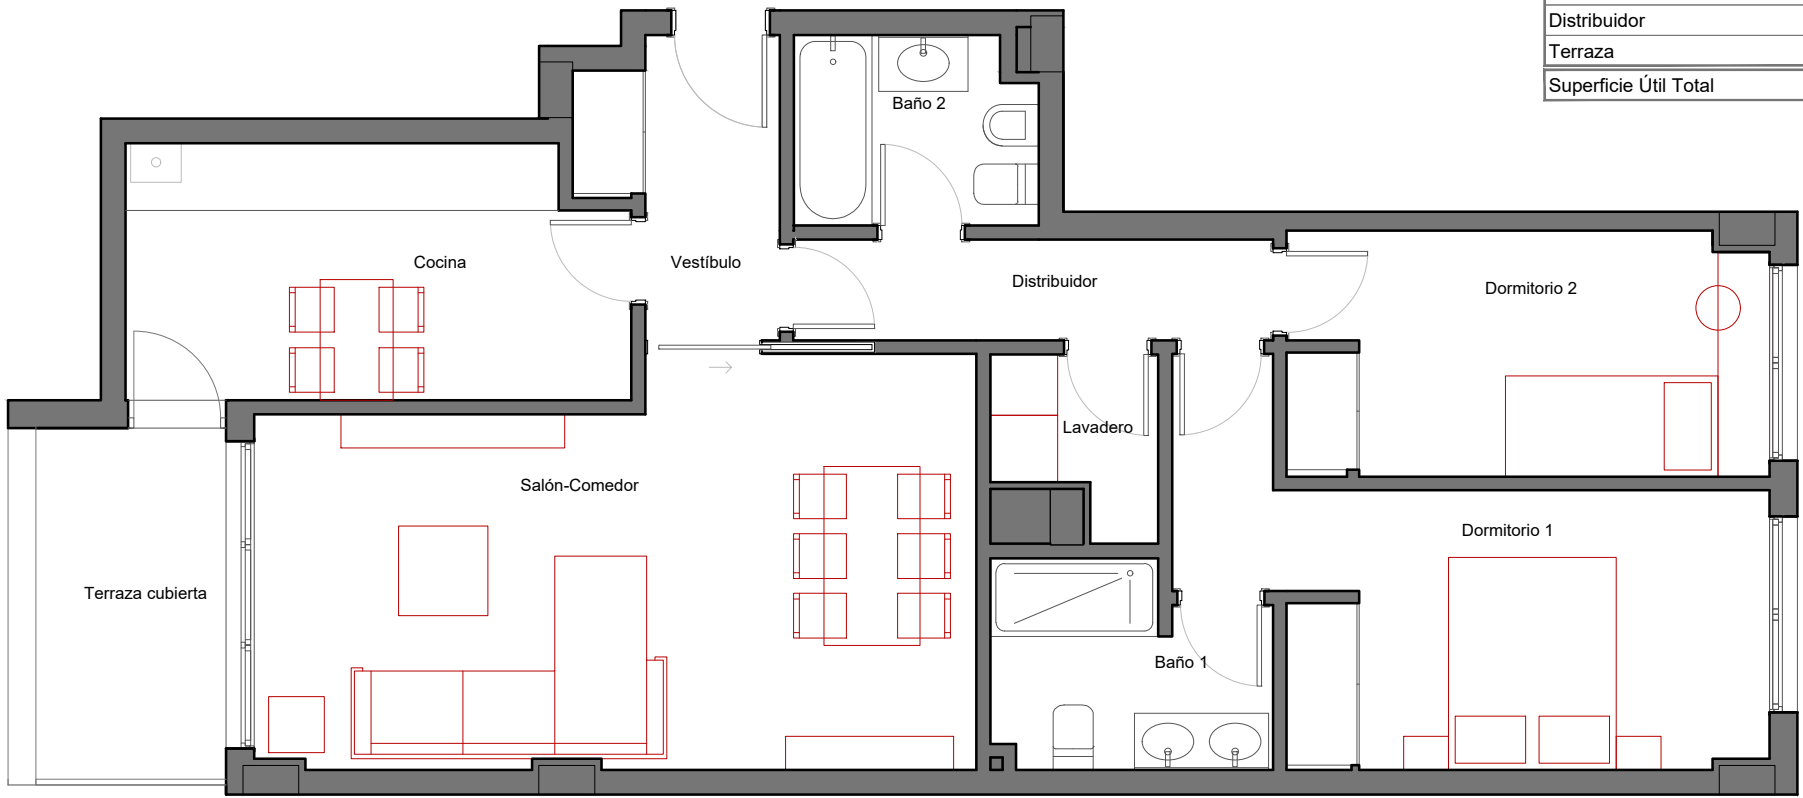 Distribuidor
Terraza
Superficie Útil Total
Baño 2
Cocina
Vestíbulo
Distribuidor
Dormitorio 2
Lavadero
Salón-Comedor
Dormitorio 1
Terraza cubierta
Baño 1